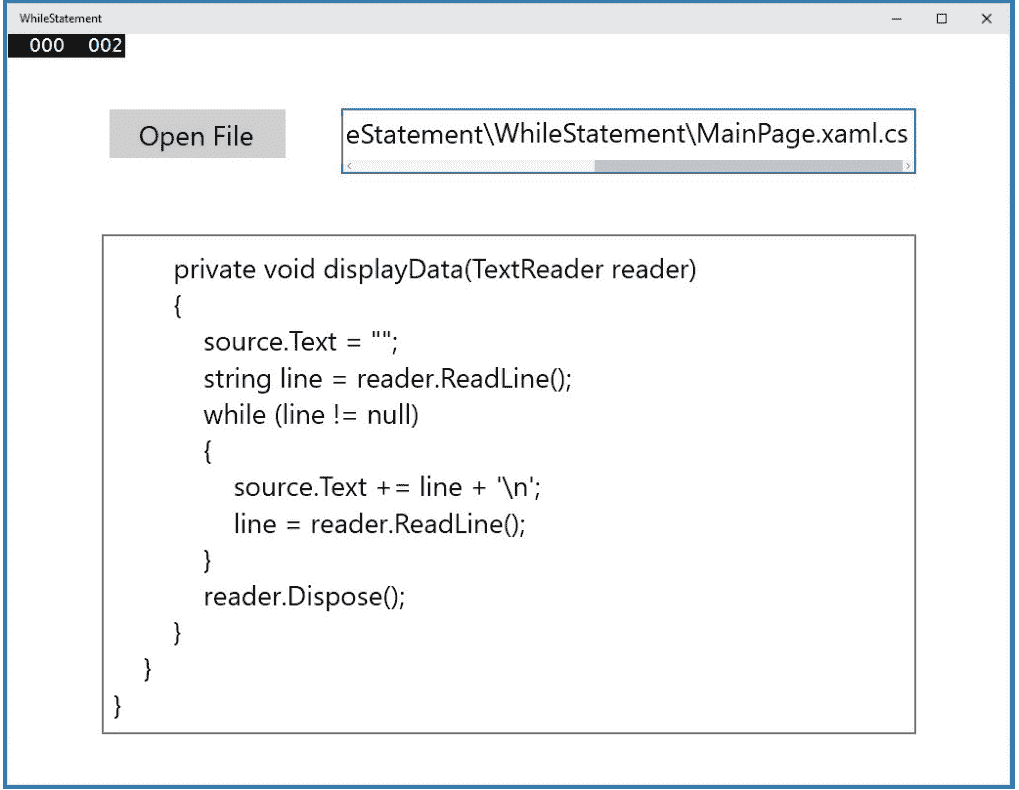 WhileStatement
000 002
Open File
eStatement\WhileStatement\MainPage.xaml.cs
private void displayData(TextReader reader)
{
source.Text = "";
string line = reader.ReadLine();
while (line != null)
{
source.Text += line + '\n';
line = reader.ReadLine();
}
reader.Dispose();
}
}
}